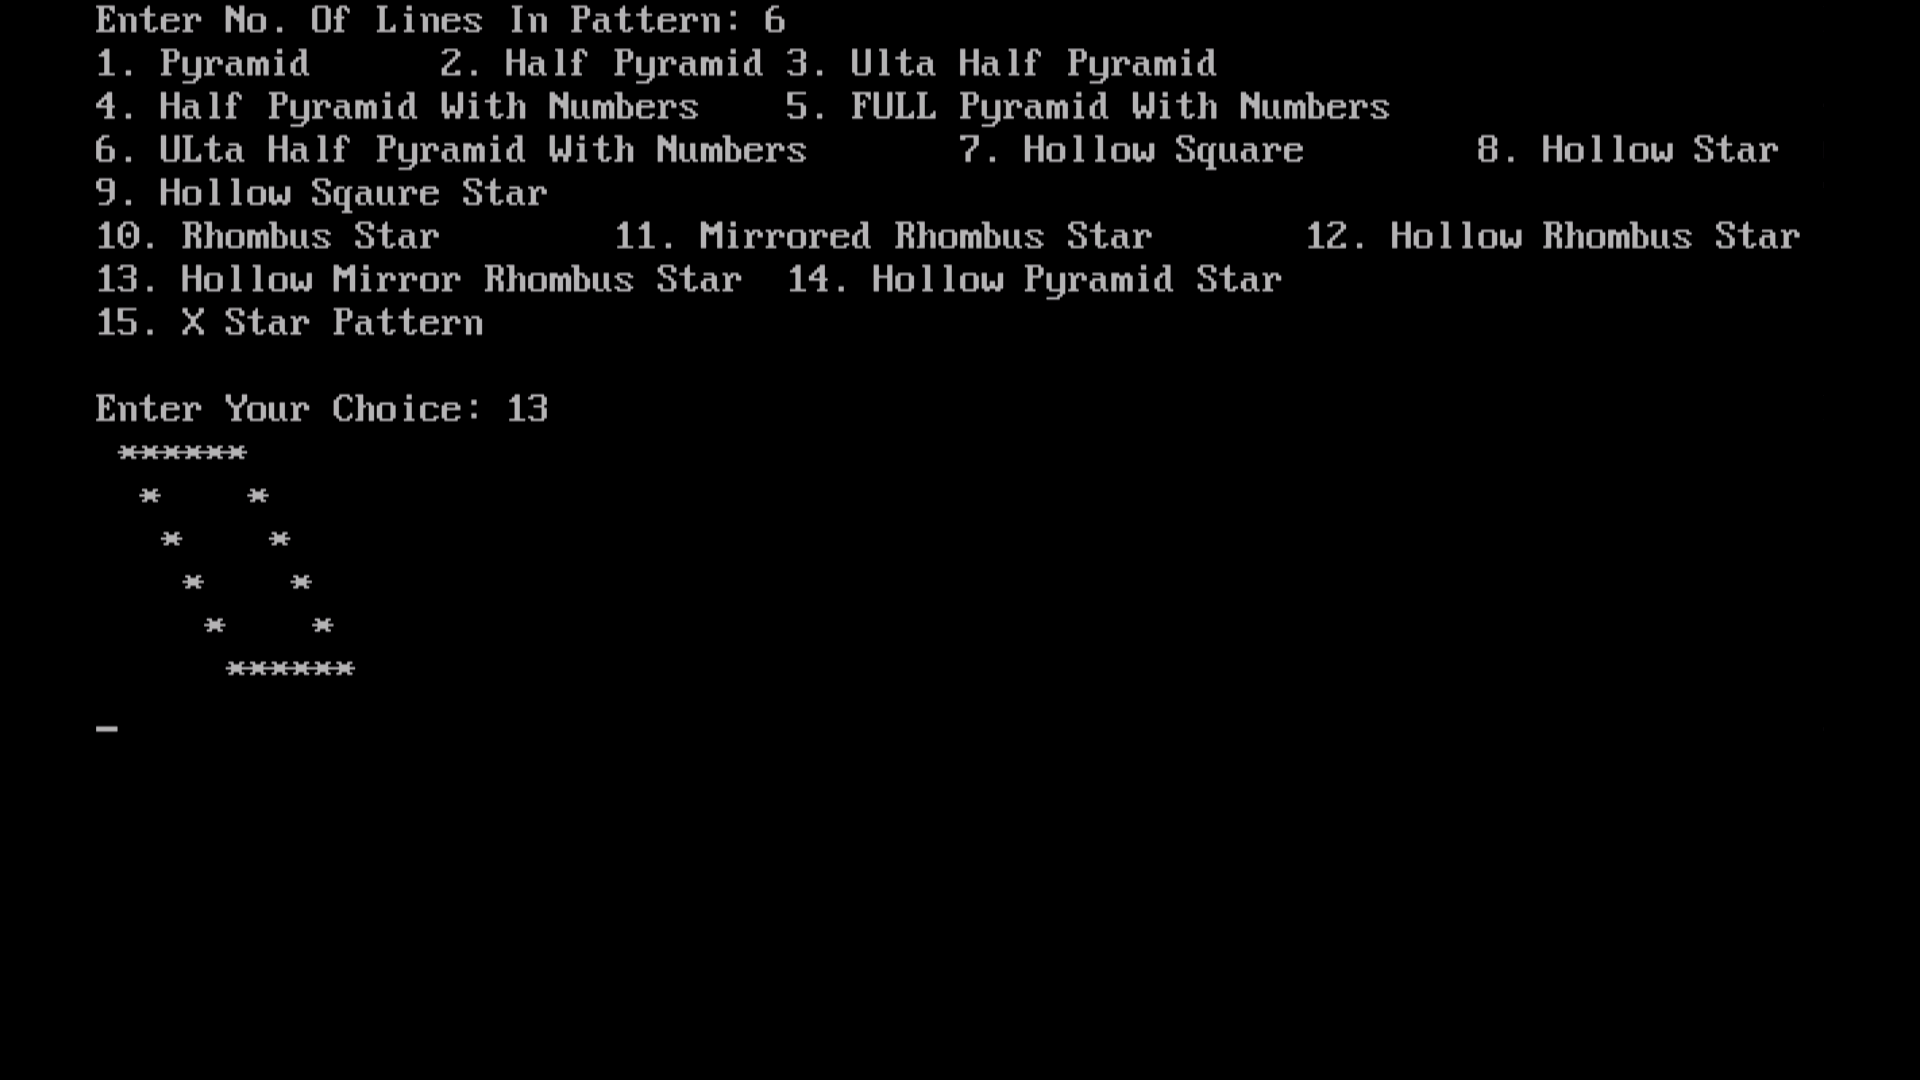 Enter No. Of Lines In Pattern: 6
1. Pyramid      2. Half Pyramid 3. Ulta Half Pyramid
4. Half Pyramid With Numbers    5. FULL Pyramid With Numbers
6. ULta Half Pyramid With Numbers       7. Hollow Square        8. Hollow Star
9. Hollow Sqaure Star
10. Rhombus Star        11. Mirrored Rhombus Star       12. Hollow Rhombus Star
13. Hollow Mirror Rhombus Star  14. Hollow Pyramid Star
15. X Star Pattern

Enter Your Choice: 13
 ******
  *    *
   *    *
    *    *
     *    *
      ******

_